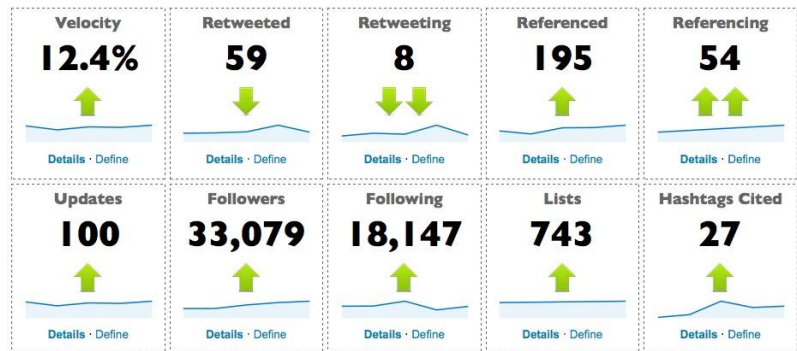 Velocity Retweeted Retweeting Referenced Referencing
12.4% 59 8 195 54
Details · Define Details · Define Details · Define Details · Define Details · Define
Updates Followers Following Lists Hashtags Cited
100 33,079 18,147 743 27
Details · Define Details · Define Details · Define Details · Define Details · Define